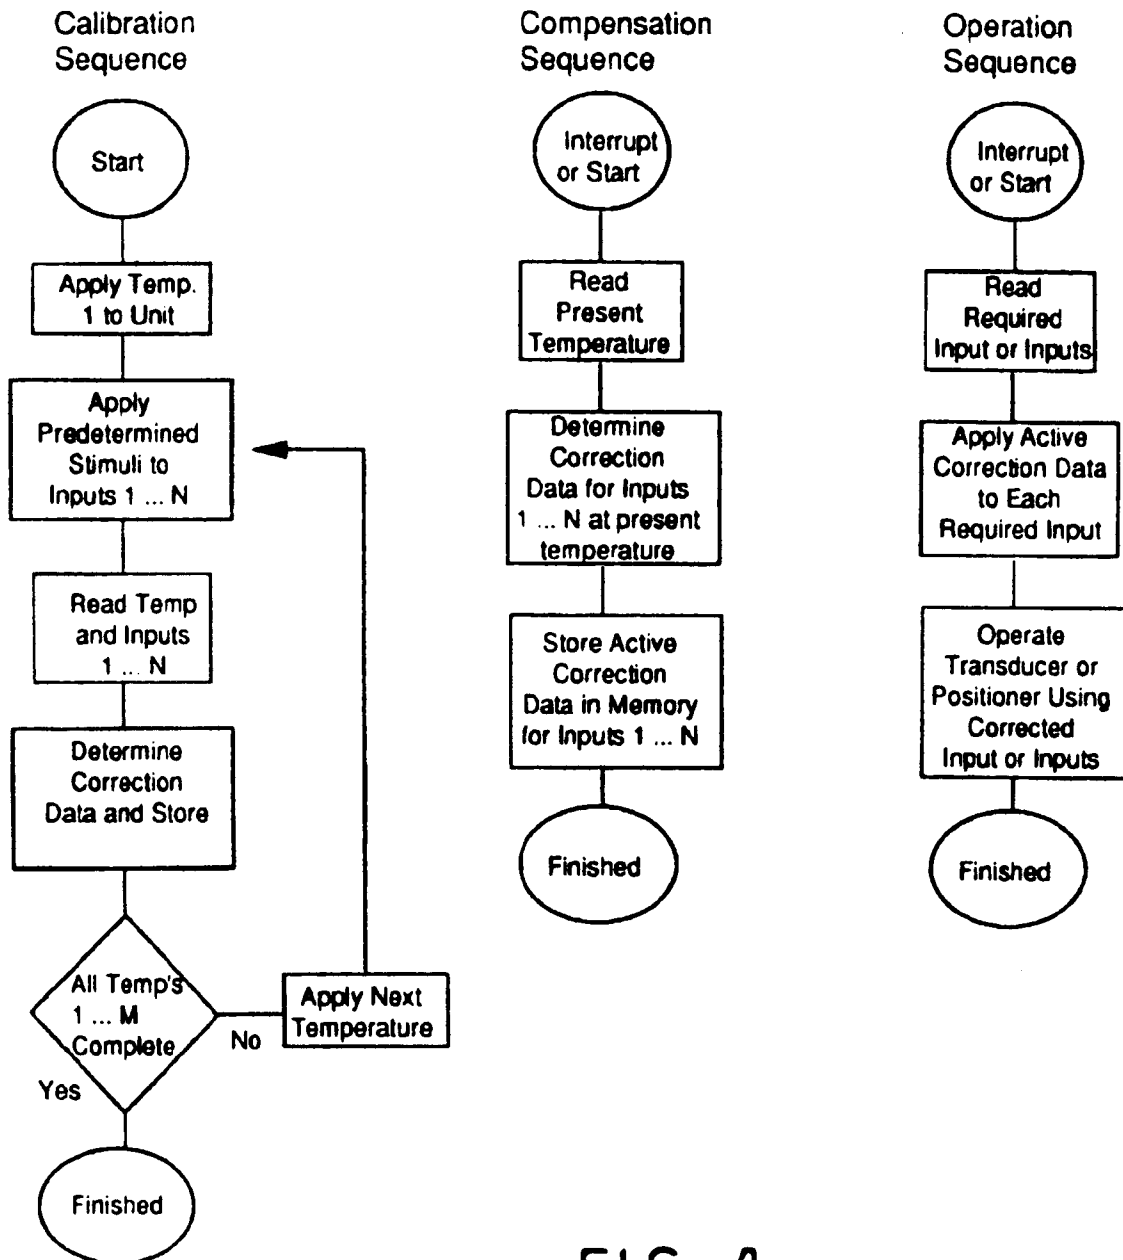 Calibration
Sequence
Start
Apply Temp.
1 to Unit
Apply
Predetermined
Stimuli to
Inputs 1 ... N
Read Temp
and Inputs
1 ... N
Determine
Correction
Data and Store
All Temp's
1 ... M
Complete
No
Apply Next
Temperature
Yes
Finished
Compensation
Sequence
Interrupt
or Start
Read
Present
Temperature
Determine
Correction
Data for Inputs
1 ... N at present
temperature
Store Active
Correction
Data in Memory
for Inputs 1 ... N
Finished
Operation
Sequence
Interrupt
or Start
Read
Required
Input or Inputs
Apply Active
Correction Data
to Each
Required Input
Operate
Transducer or
Positioner Using
Corrected
Input or Inputs
Finished